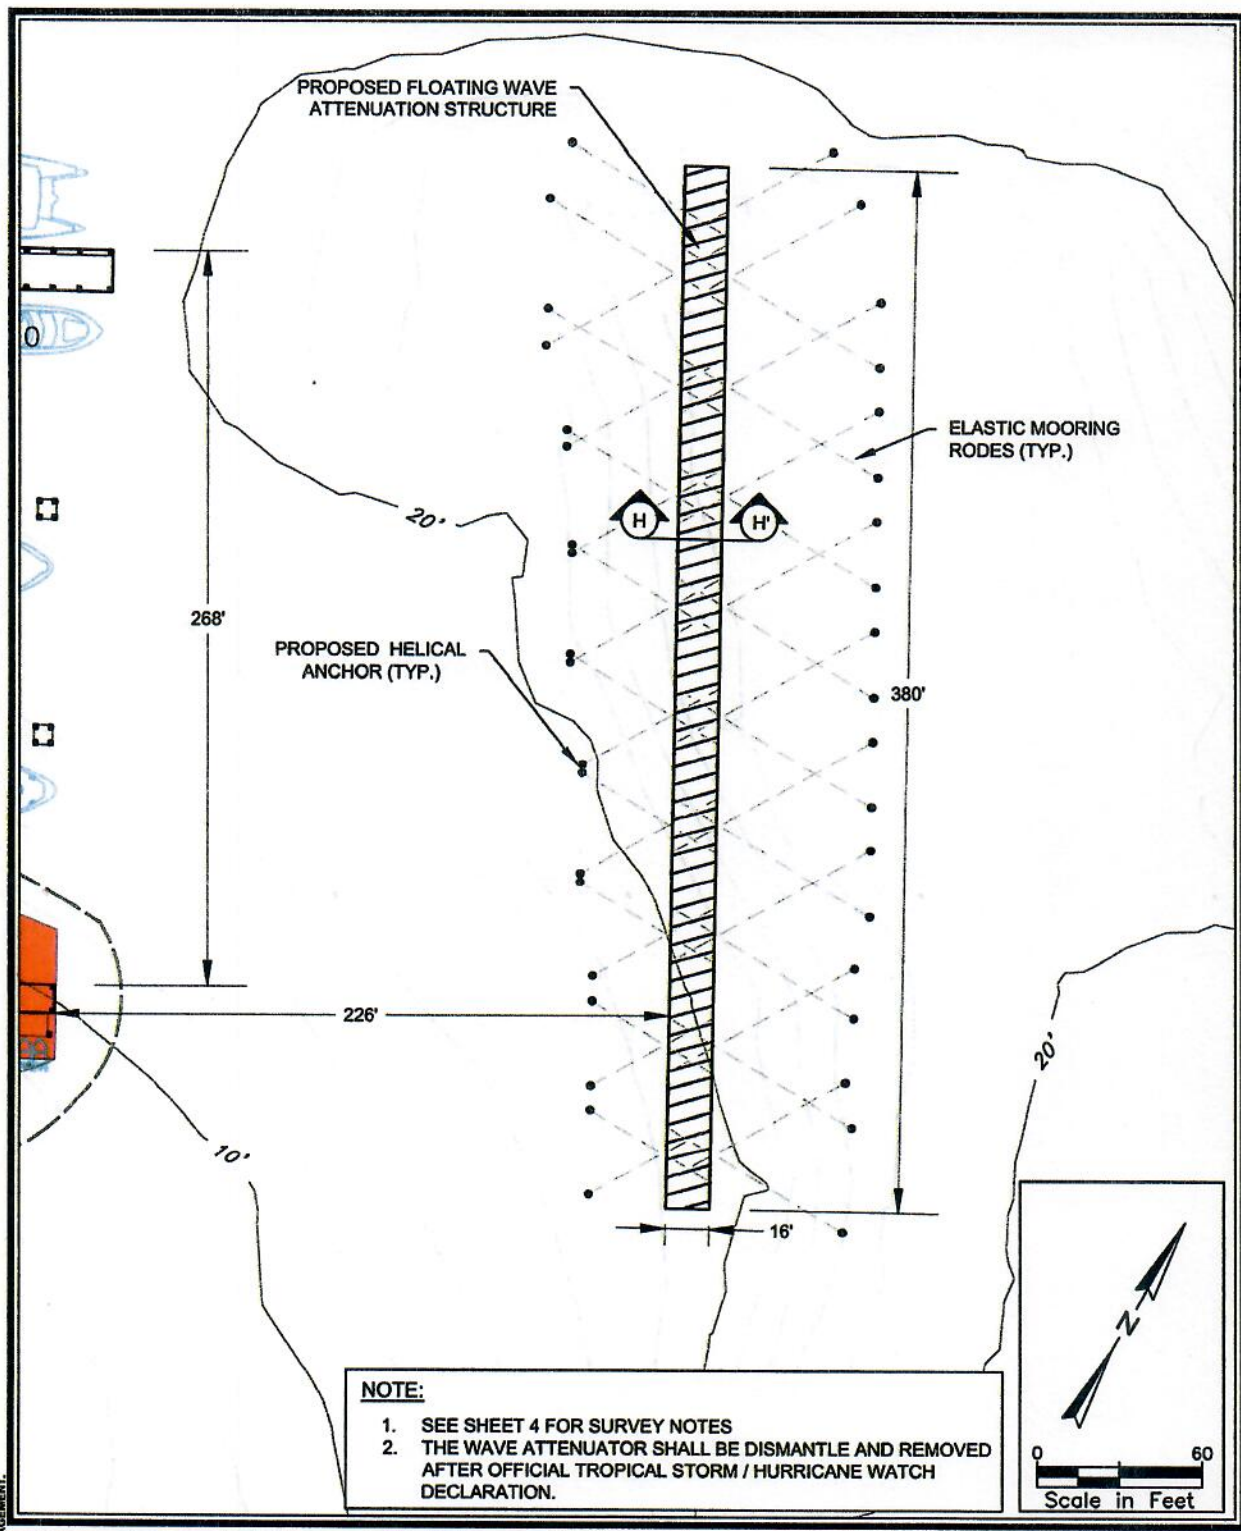 PROPOSED FLOATING WAVE
ATTENUATION STRUCTURE
0
ELASTIC MOORING
RODES (TYP.)
20'
H
H'
268'
PROPOSED HELICAL
ANCHOR (TYP.)
380'
226'
20'
10'
16'
N
NOTE:
1. SEE SHEET 4 FOR SURVEY NOTES
2. THE WAVE ATTENUATOR SHALL BE DISMANTLE AND REMOVED
AFTER OFFICIAL TROPICAL STORM / HURRICANE WATCH
DECLARATION.
0 60
Scale in Feet